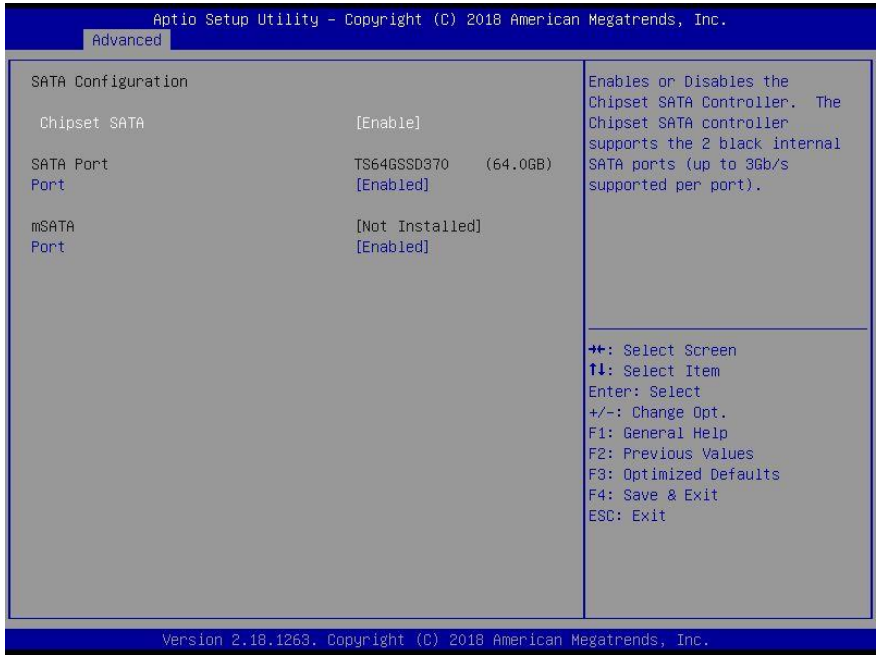 Aptio Setup Utility – Copyright (C) 2018 American Megatrends, Inc.
Advanced
SATA Configuration
Chipset SATA [Enable]
SATA Port TS64GSSD370 (64.0GB)
Port [Enabled]
mSATA [Not Installed]
Port [Enabled]
Enables or Disables the
Chipset SATA Controller. The
Chipset SATA controller
supports the 2 black internal
SATA ports (up to 3Gb/s
supported per port).
→←: Select Screen
↑↓: Select Item
Enter: Select
+/-: Change Opt.
F1: General Help
F2: Previous Values
F3: Optimized Defaults
F4: Save & Exit
ESC: Exit
Version 2.18.1263. Copyright (C) 2018 American Megatrends, Inc.